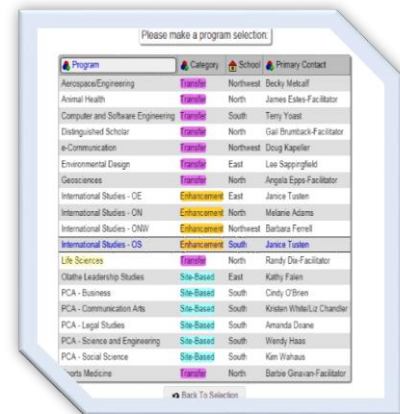 Please make a program selection:
Program Category School Primary Contact
Aerospace/Engineering Transfer Northwest Becky Metcalf
Animal Health Transfer North James Estes-Facilitator
Computer and Software Engineering Transfer South Terry Yoast
Distinguished Scholar Transfer North Gail Brumback-Facilitator
e-Communication Transfer Northwest Doug Kapeller
Environmental Design Transfer East Lee Sappingfield
Geosciences Transfer North Angela Epps-Facilitator
International Studies - OE Enhancement East Janice Tusten
International Studies - ON Enhancement North Melanie Adams
International Studies - ONW Enhancement Northwest Barbara Ferrell
International Studies - OS Enhancement South Janice Tusten
Life Sciences Transfer North Randy Dix-Facilitator
Olathe Leadership Studies Site-Based East Kathy Falen
PCA - Business Site-Based South Cindy O'Brien
PCA - Communication Arts Site-Based South Kristen White/Liz Chandler
PCA - Legal Studies Site-Based South Amanda Doane
PCA - Science and Engineering Site-Based South Wendy Haas
PCA - Social Science Site-Based South Kim Wahaus
Sports Medicine Transfer North Barbie Ginavan-Facilitator
Back To Selection